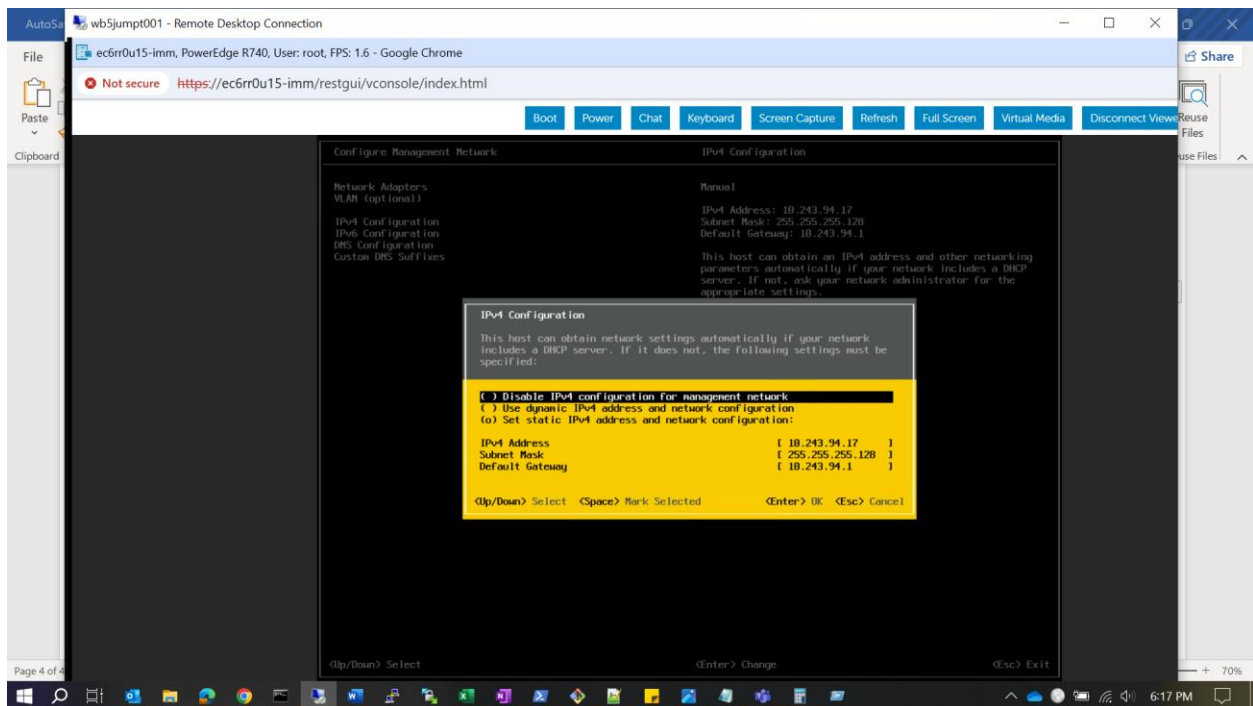 AutoSa
wb5jumpt001 - Remote Desktop Connection
File
ec6rr0u15-imm, PowerEdge R740, User: root, FPS: 1.6 - Google Chrome
Share
Not secure https://ec6rr0u15-imm/restgui/vconsole/index.html
Paste
Boot Power Chat Keyboard Screen Capture Refresh Full Screen Virtual Media Disconnect Viewe
Reuse
Files
Clipboard
use Files
Configure Management Network IPv4 Configuration
Network Adapters Manual
VLAN (optional)
IPv4 Address: 10.243.94.17
IPv4 Configuration Subnet Mask: 255.255.255.128
IPv6 Configuration Default Gateway: 10.243.94.1
DNS Configuration
Custom DNS Suffixes This host can obtain an IPv4 address and other networking
parameters automatically if your network includes a DHCP
server. If not, ask your network administrator for the
appropriate settings.
IPv4 Configuration
This host can obtain network settings automatically if your network
includes a DHCP server. If it does not, the following settings must be
specified:
( ) Disable IPv4 configuration for management network
( ) Use dynamic IPv4 address and network configuration
(o) Set static IPv4 address and network configuration:
IPv4 Address [ 10.243.94.17 ]
Subnet Mask [ 255.255.255.128 ]
Default Gateway [ 10.243.94.1 ]
<Up/Down> Select <Space> Mark Selected <Enter> OK <Esc> Cancel
<Up/Down> Select <Enter> Change <Esc> Exit
Page 4 of 4
70%
6:17 PM